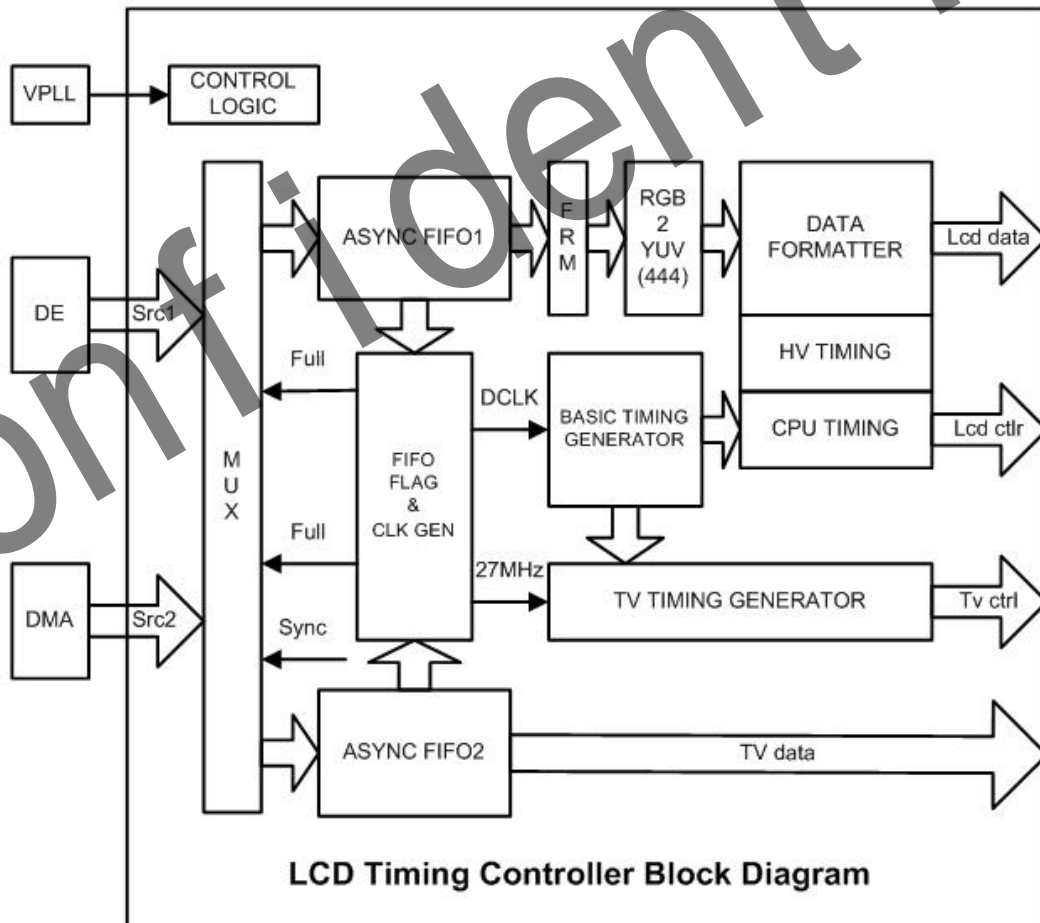 VPLL
CONTROL
LOGIC
DE
Src1
DMA
Src2
M
U
X
ASYNC FIFO1
F
R
M
RGB
2
YUV
(444)
DATA
FORMATTER
Lcd data
HV TIMING
CPU TIMING
Lcd ctlr
Full
DCLK
BASIC TIMING
GENERATOR
FIFO
FLAG
&
CLK GEN
Full
27MHz
TV TIMING GENERATOR
Tv ctrl
Sync
ASYNC FIFO2
TV data
LCD Timing Controller Block Diagram
onfident